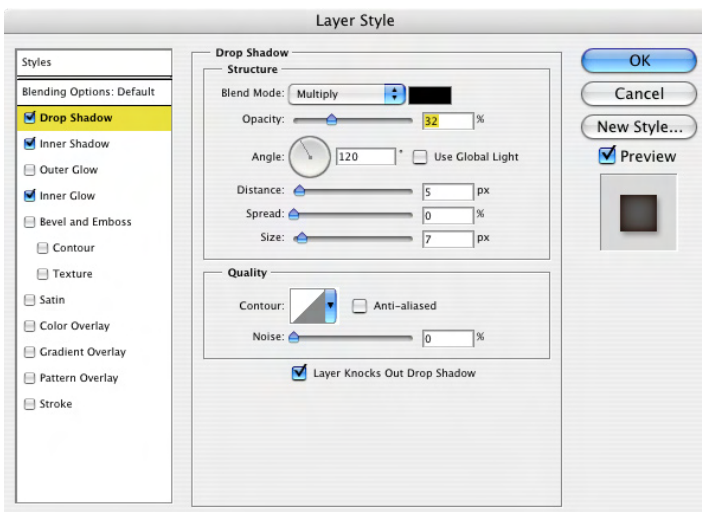 Layer Style
Styles
Blending Options: Default
Drop Shadow
Inner Shadow
Outer Glow
Inner Glow
Bevel and Emboss
Contour
Texture
Satin
Color Overlay
Gradient Overlay
Pattern Overlay
Stroke
Drop Shadow
Structure
Blend Mode: Multiply
Opacity: 32 %
Angle: 120 ° Use Global Light
Distance: 5 px
Spread: 0 %
Size: 7 px
Quality
Contour: Anti-aliased
Noise: 0 %
Layer Knocks Out Drop Shadow
OK
Cancel
New Style...
Preview